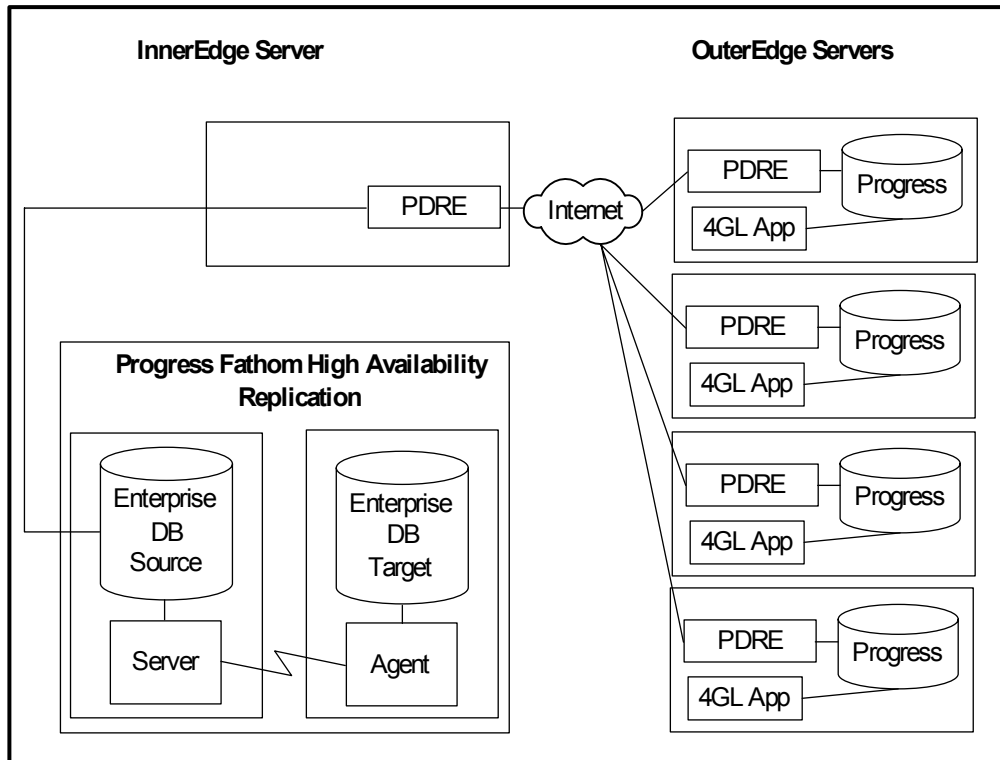 InnerEdge Server
OuterEdge Servers
PDRE
Internet
PDRE
Progress
4GL App
PDRE
Progress
4GL App
PDRE
Progress
4GL App
PDRE
Progress
4GL App
Progress Fathom High Availability
Replication
Enterprise
DB
Source
Enterprise
DB
Target
Server
Agent